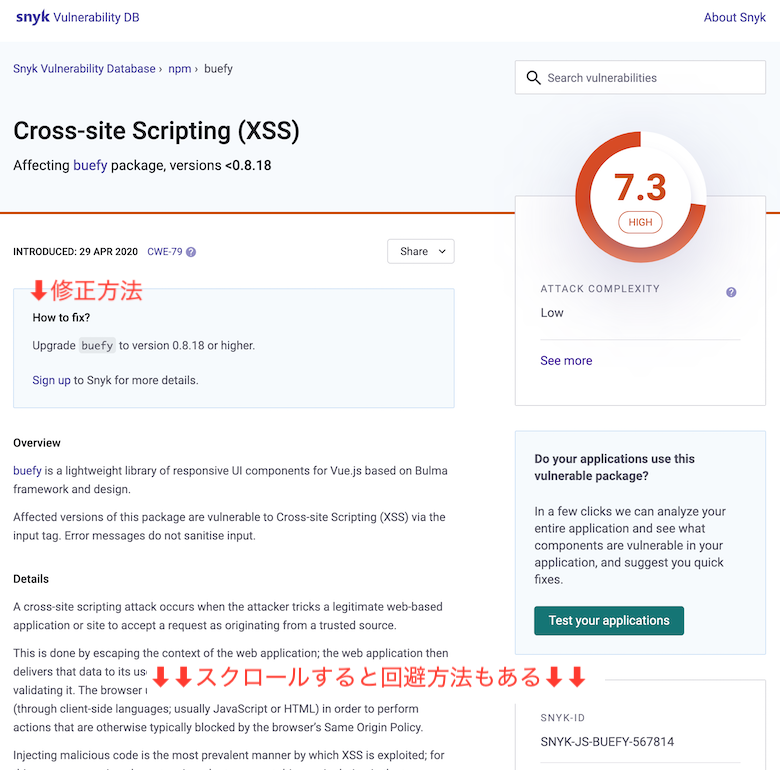 snyk Vulnerability DB
About Snyk
Snyk Vulnerability Database › npm › buefy
Search vulnerabilities
Cross-site Scripting (XSS)
Affecting buefy package, versions <0.8.18
7.3
HIGH
INTRODUCED: 29 APR 2020 CWE-79 ?
Share
⬇修正方法
How to fix?
Upgrade buefy to version 0.8.18 or higher.
Sign up to Snyk for more details.
ATTACK COMPLEXITY ?
Low
See more
Overview
buefy is a lightweight library of responsive UI components for Vue.js based on Bulma
framework and design.
Affected versions of this package are vulnerable to Cross-site Scripting (XSS) via the
input tag. Error messages do not sanitise input.
Details
A cross-site scripting attack occurs when the attacker tricks a legitimate web-based
application or site to accept a request as originating from a trusted source.
This is done by escaping the context of the web application; the web application then
delivers that data to its
⬇⬇スクロールすると回避方法もある⬇⬇
validating it. The browser
(through client-side languages; usually JavaScript or HTML) in order to perform
actions that are otherwise typically blocked by the browser's Same Origin Policy.
Injecting malicious code is the most prevalent manner by which XSS is exploited; for
Do your applications use this
vulnerable package?
In a few clicks we can analyze your
entire application and see what
components are vulnerable in your
application, and suggest you quick
fixes.
Test your applications
SNYK-ID
SNYK-JS-BUEFY-567814